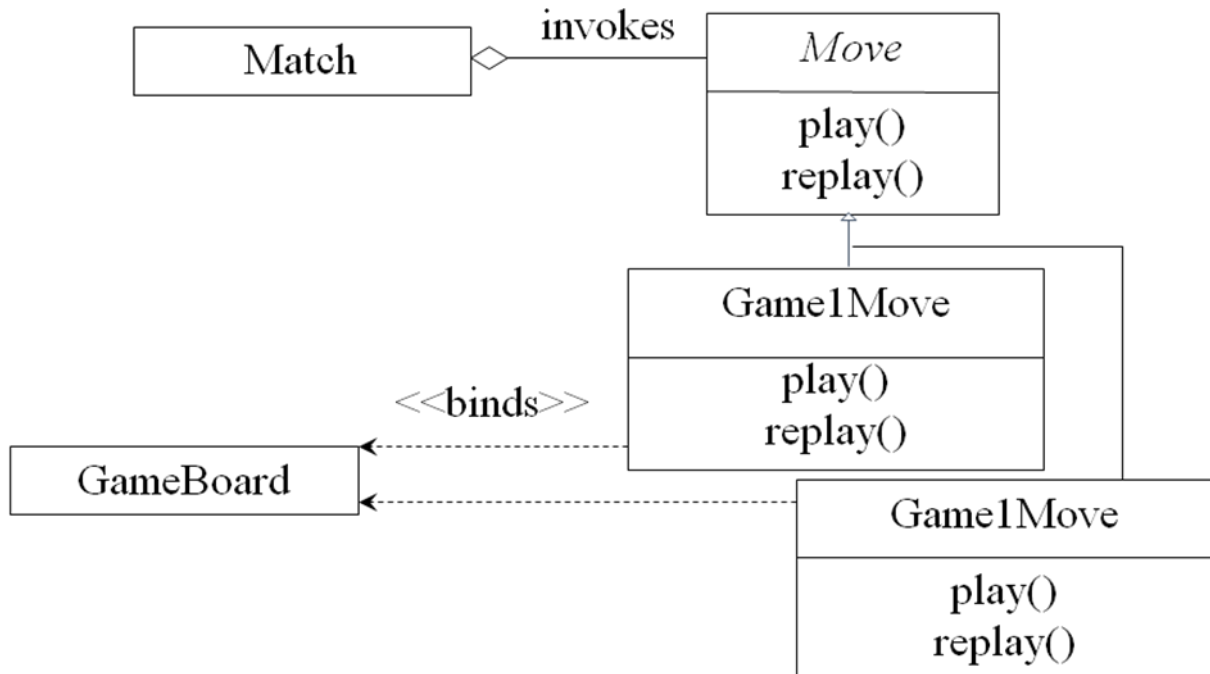 invokes
Match
Move
play()
replay()
Game1Move
play()
replay()
<<binds>>
GameBoard
Game1Move
play()
replay()